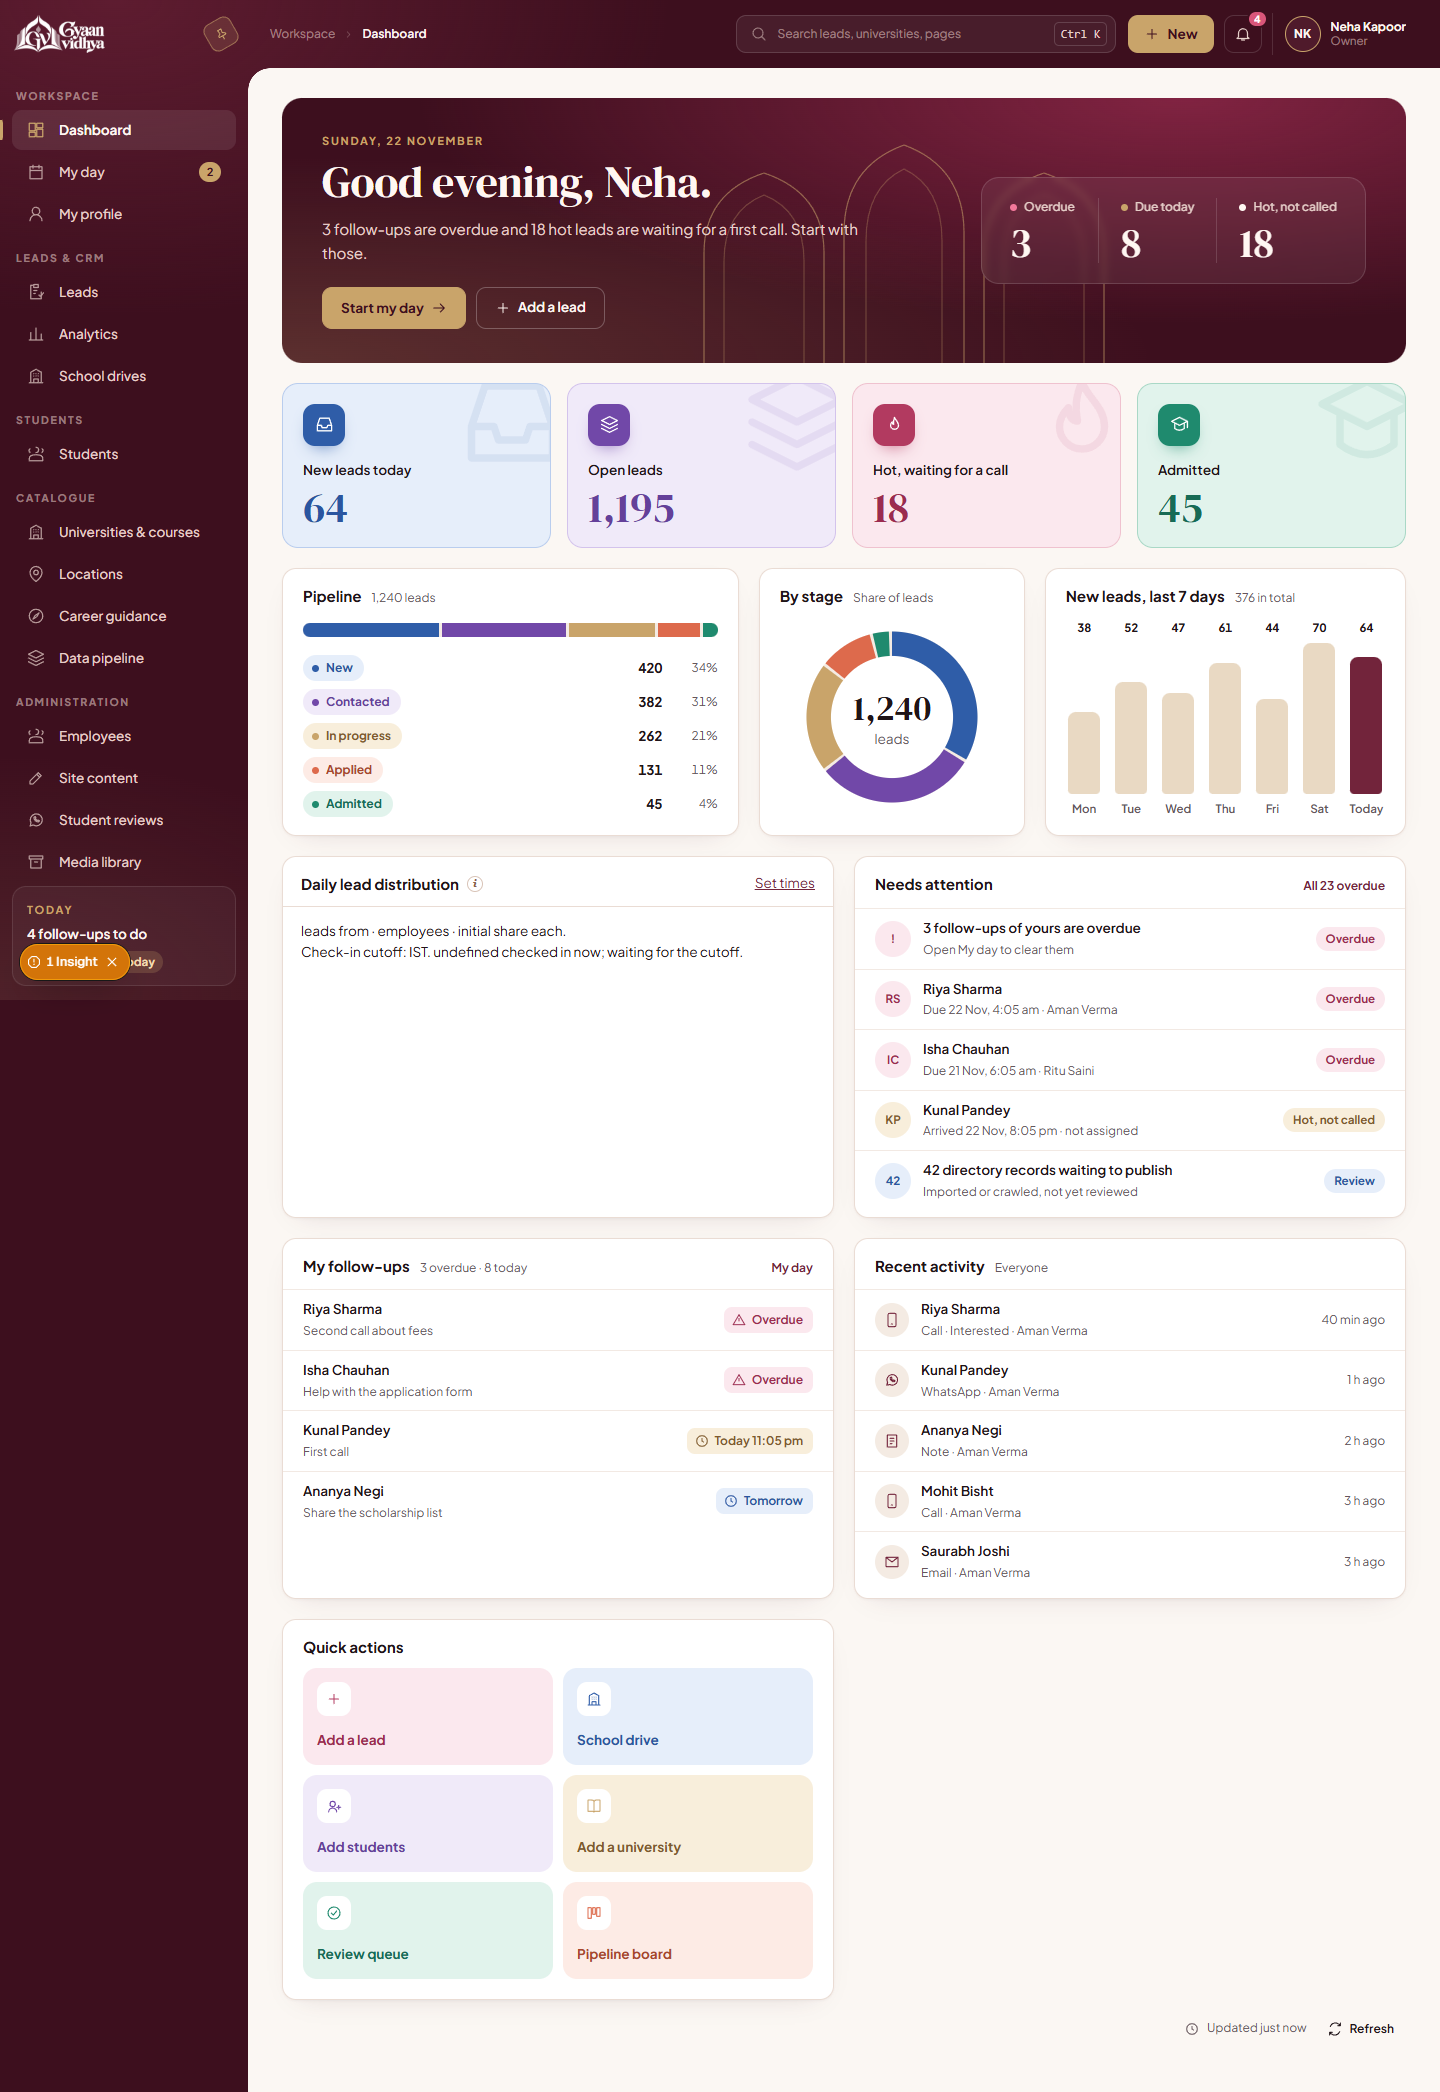 Gyaan
vidhya
Workspace › Dashboard
Search leads, universities, pages
Ctrl K
+ New
4
NK
Neha Kapoor
Owner
WORKSPACE
Dashboard
My day
2
My profile
LEADS & CRM
Leads
Analytics
School drives
STUDENTS
Students
CATALOGUE
Universities & courses
Locations
Career guidance
Data pipeline
ADMINISTRATION
Employees
Site content
Student reviews
Media library
TODAY
4 follow-ups to do
1 Insight
SUNDAY, 22 NOVEMBER
Good evening, Neha.
3 follow-ups are overdue and 18 hot leads are waiting for a first call. Start with
those.
Start my day →
+ Add a lead
Overdue
3
Due today
8
Hot, not called
18
New leads today
64
Open leads
1,195
Hot, waiting for a call
18
Admitted
45
Pipeline 1,240 leads
New 420 34%
Contacted 382 31%
In progress 262 21%
Applied 131 11%
Admitted 45 4%
By stage Share of leads
1,240
leads
New leads, last 7 days 376 in total
38 52 47 61 44 70 64
Mon Tue Wed Thu Fri Sat Today
Daily lead distribution i
Set times
leads from · employees · initial share each.
Check-in cutoff: IST. undefined checked in now; waiting for the cutoff.
Needs attention
All 23 overdue
!
3 follow-ups of yours are overdue
Open My day to clear them
Overdue
RS
Riya Sharma
Due 22 Nov, 4:05 am · Aman Verma
Overdue
IC
Isha Chauhan
Due 21 Nov, 6:05 am · Ritu Saini
Overdue
KP
Kunal Pandey
Arrived 22 Nov, 8:05 pm · not assigned
Hot, not called
42
42 directory records waiting to publish
Imported or crawled, not yet reviewed
Review
My follow-ups 3 overdue · 8 today
My day
Riya Sharma
Second call about fees
Overdue
Isha Chauhan
Help with the application form
Overdue
Kunal Pandey
First call
Today 11:05 pm
Ananya Negi
Share the scholarship list
Tomorrow
Recent activity Everyone
Riya Sharma
Call · Interested · Aman Verma
40 min ago
Kunal Pandey
WhatsApp · Aman Verma
1 h ago
Ananya Negi
Note · Aman Verma
2 h ago
Mohit Bisht
Call · Aman Verma
3 h ago
Saurabh Joshi
Email · Aman Verma
3 h ago
Quick actions
Add a lead
School drive
Add students
Add a university
Review queue
Pipeline board
Updated just now
Refresh